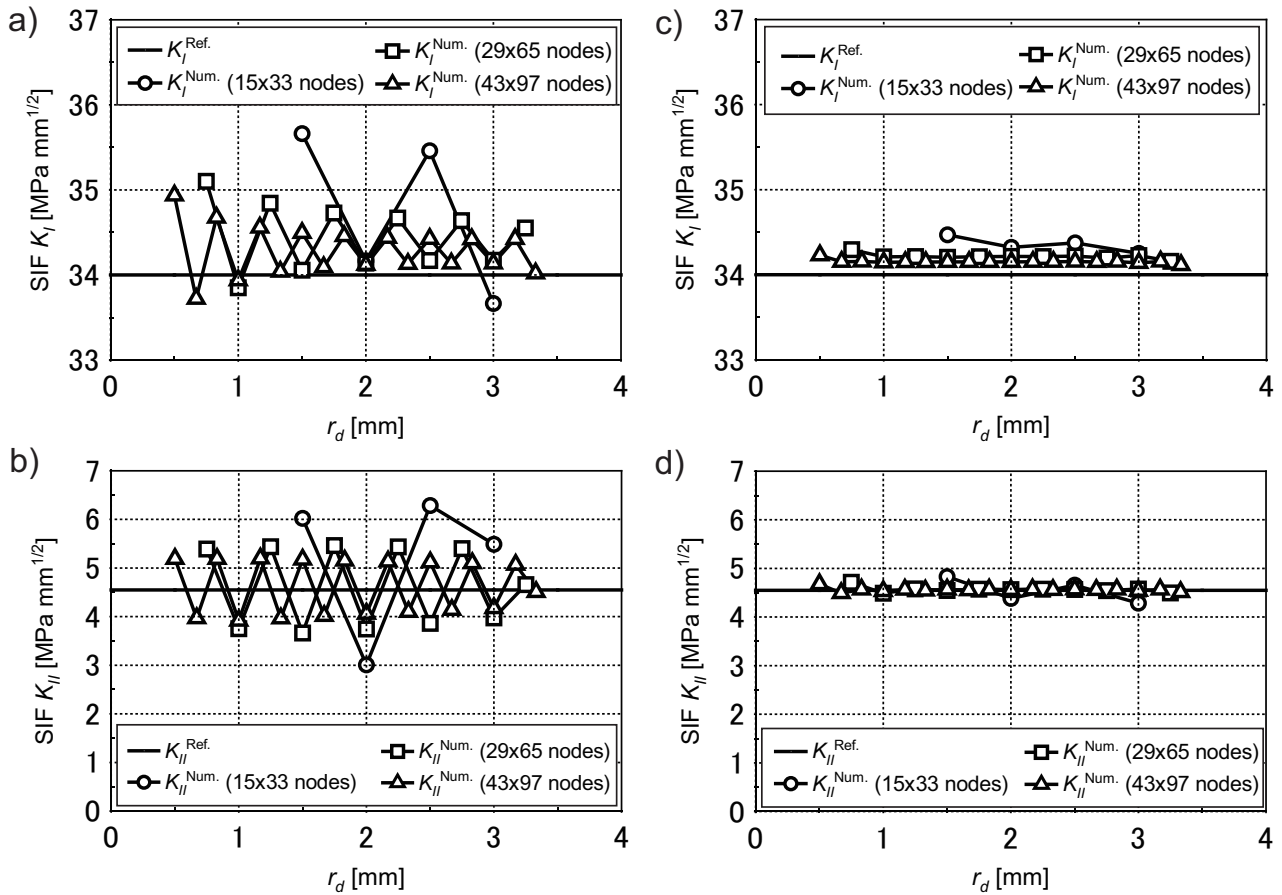 a)
37
36
35
34
33
0 1 2 3 4
SIF K_I [MPa mm^1/2]
r_d [mm]
K_I^Ref.
K_I^Num. (15x33 nodes)
K_I^Num. (29x65 nodes)
K_I^Num. (43x97 nodes)
c)
37
36
35
34
33
0 1 2 3 4
SIF K_I [MPa mm^1/2]
r_d [mm]
K_I^Ref.
K_I^Num. (15x33 nodes)
K_I^Num. (29x65 nodes)
K_I^Num. (43x97 nodes)
b)
7
6
5
4
3
2
1
0
0 1 2 3 4
SIF K_II [MPa mm^1/2]
r_d [mm]
K_II^Ref.
K_II^Num. (15x33 nodes)
K_II^Num. (29x65 nodes)
K_II^Num. (43x97 nodes)
d)
7
6
5
4
3
2
1
0
0 1 2 3 4
SIF K_II [MPa mm^1/2]
r_d [mm]
K_II^Ref.
K_II^Num. (15x33 nodes)
K_II^Num. (29x65 nodes)
K_II^Num. (43x97 nodes)